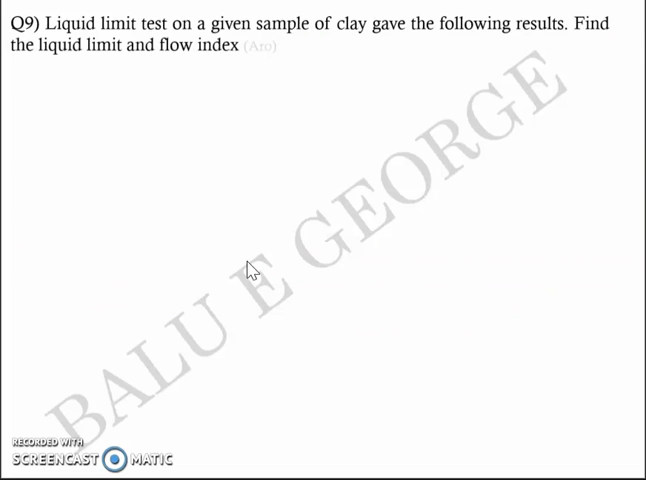 Q9) Liquid limit test on a given sample of clay gave the following results. Find
the liquid limit and flow index (Aro)
BALU E GEORGE
RECORDED WITH
SCREENCAST MATIC